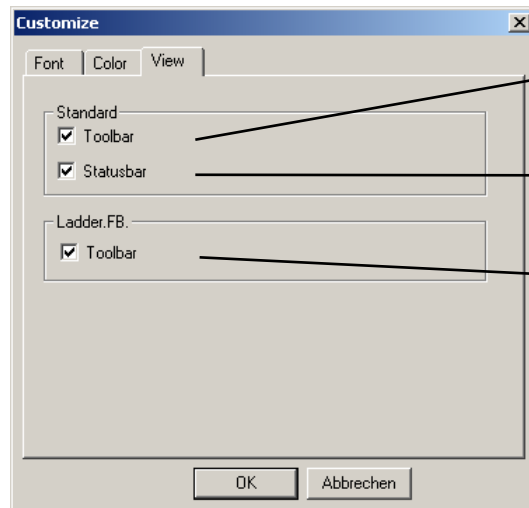 Customize
Font Color View
Standard
Toolbar
Statusbar
Ladder.FB.
Toolbar
OK Abbrechen